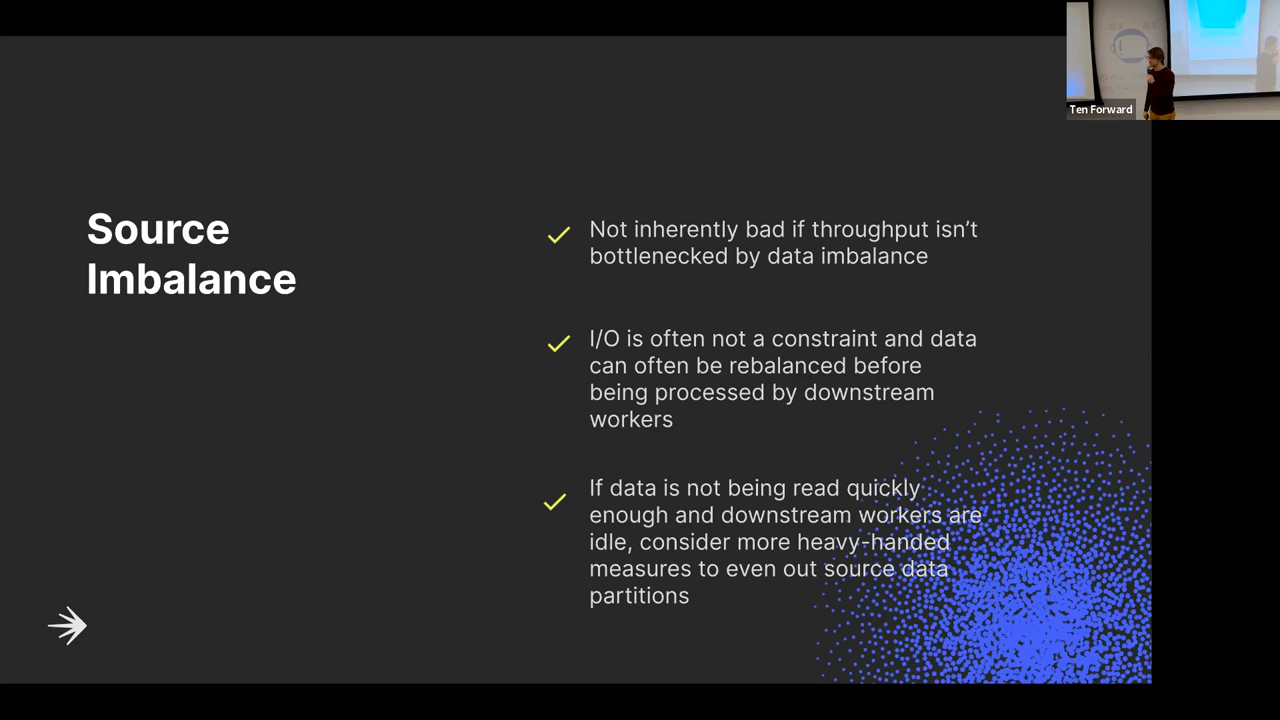 Source
Imbalance
Not inherently bad if throughput isn’t
bottlenecked by data imbalance
I/O is often not a constraint and data
can often be rebalanced before
being processed by downstream
workers
If data is not being read quickly
enough and downstream workers are
idle, consider more heavy-handed
measures to even out source data
partitions
Ten Forward